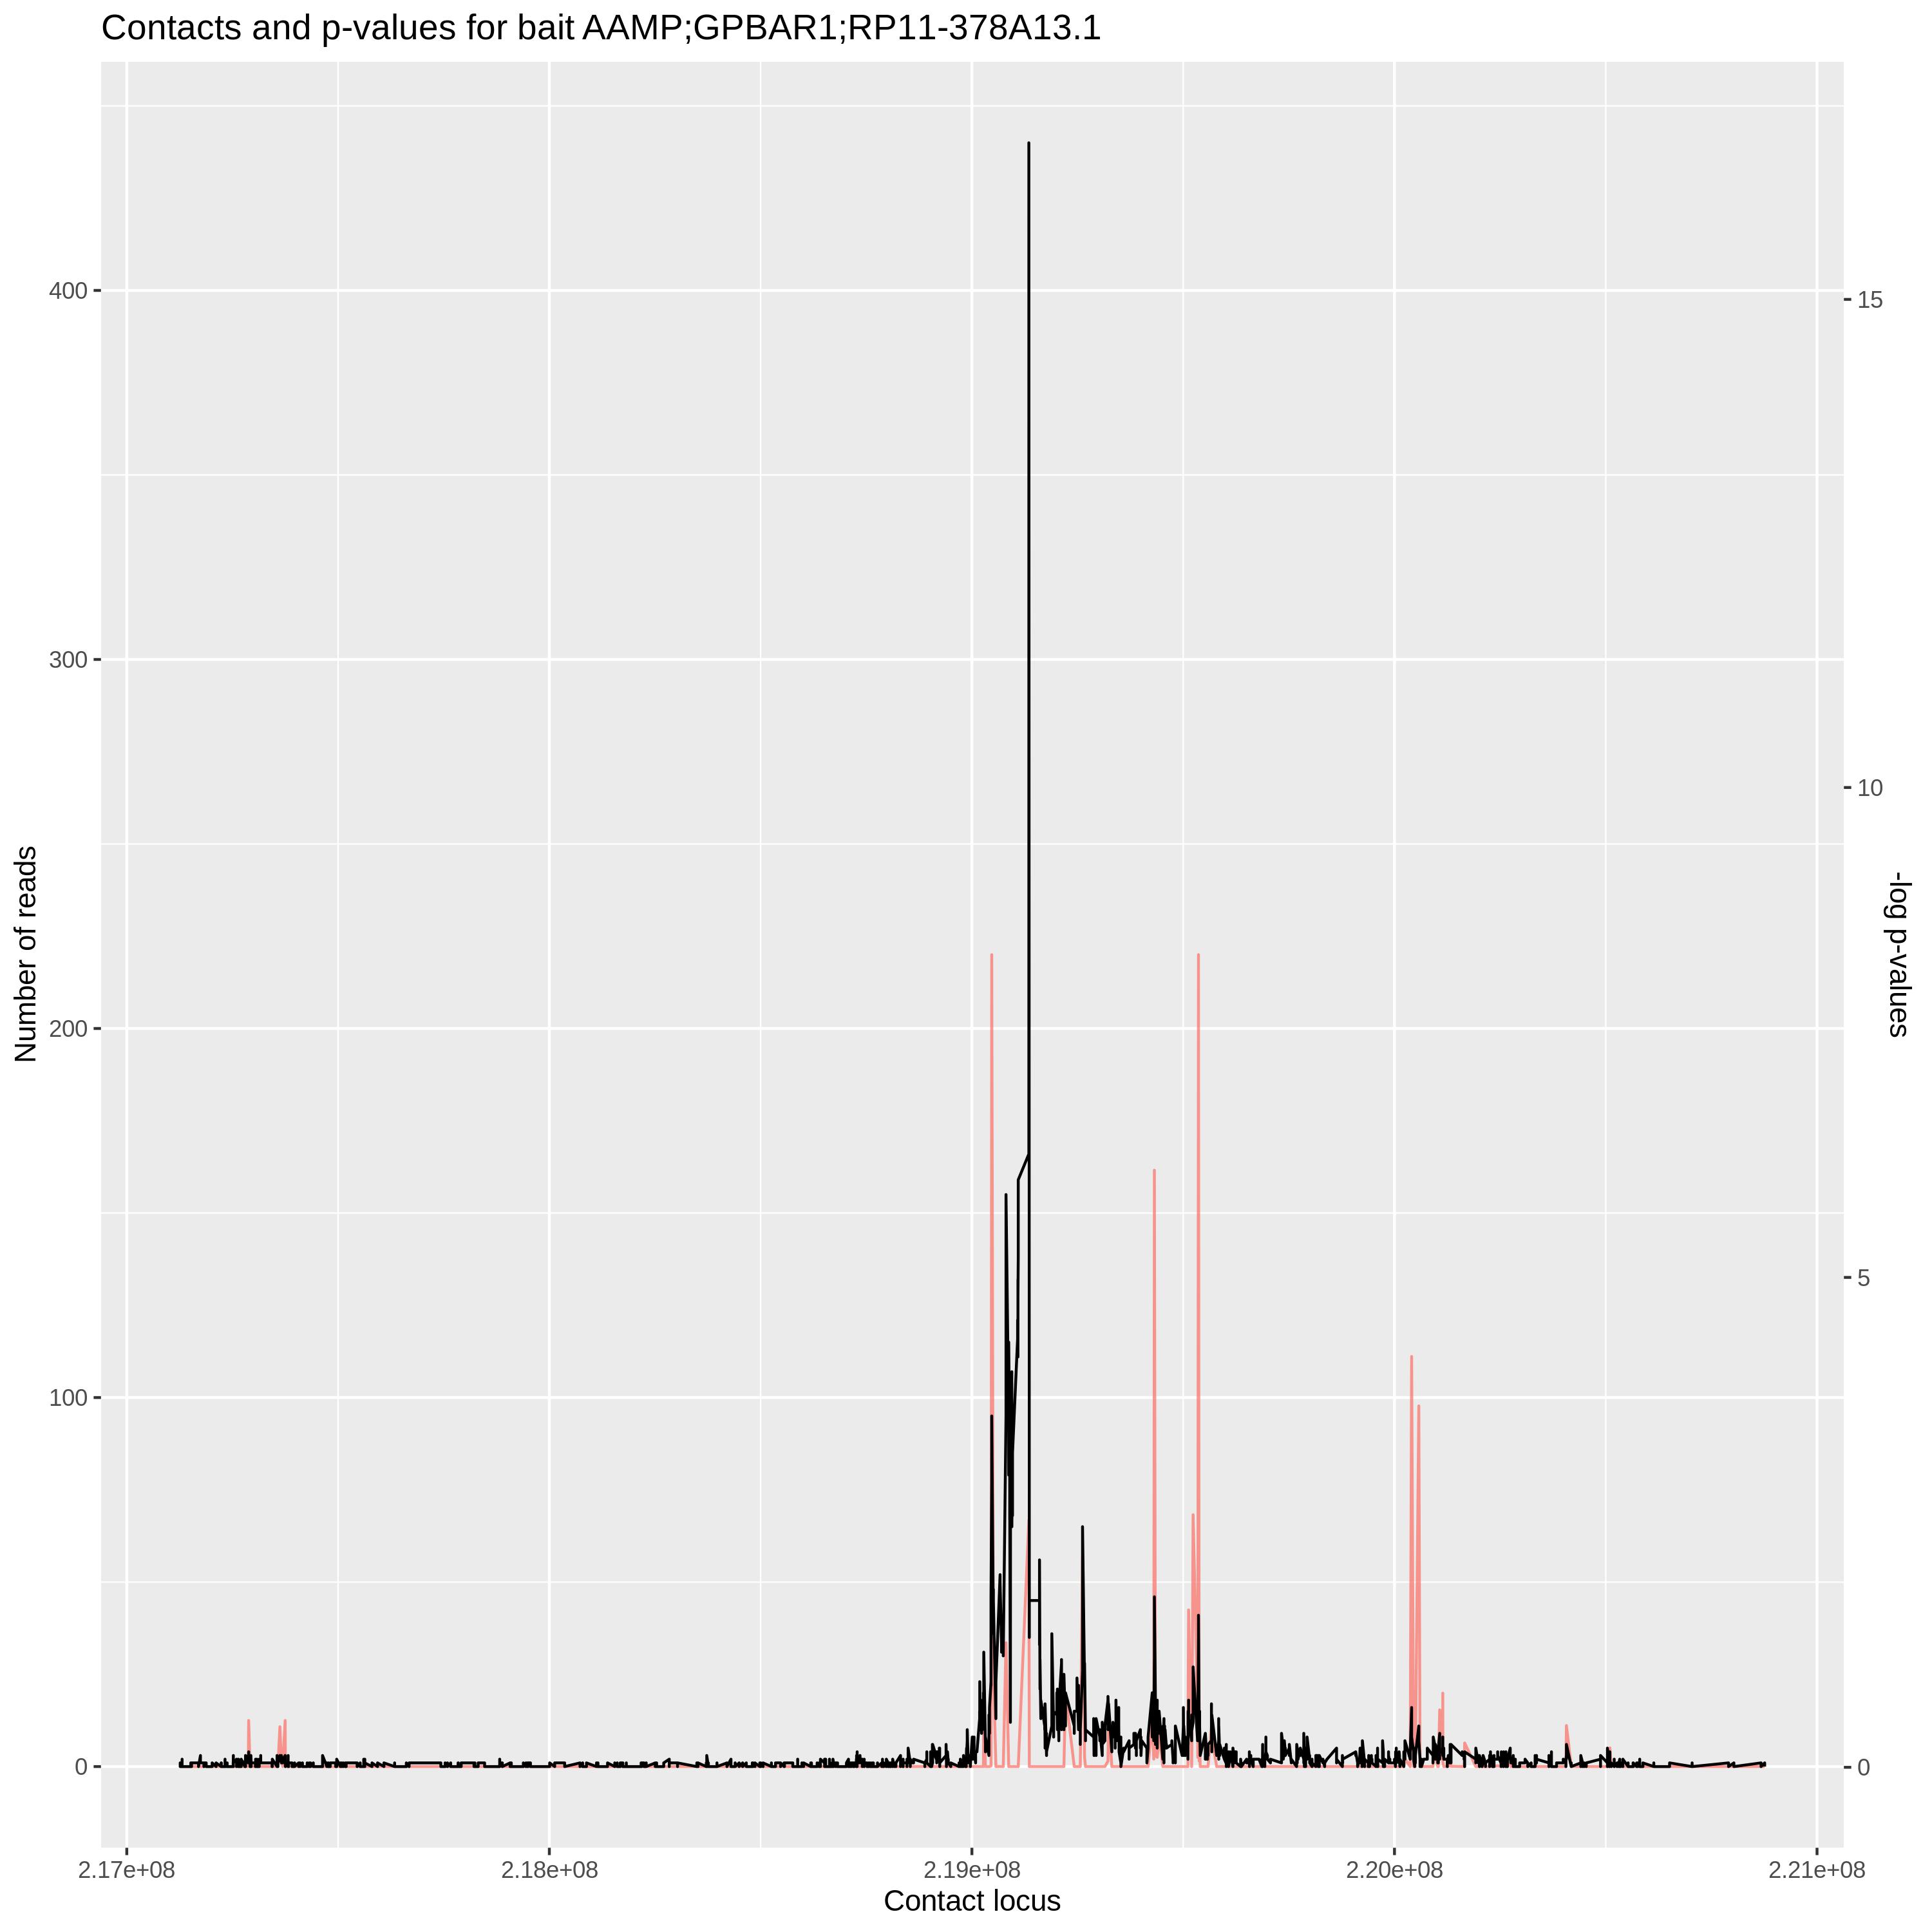 Contacts and p-values for bait AAMP;GPBAR1;RP11-378A13.1
Number of reads
400
300
200
100
0
15
10
5
0
-log p-values
2.17e+08
2.18e+08
2.19e+08
2.20e+08
2.21e+08
Contact locus